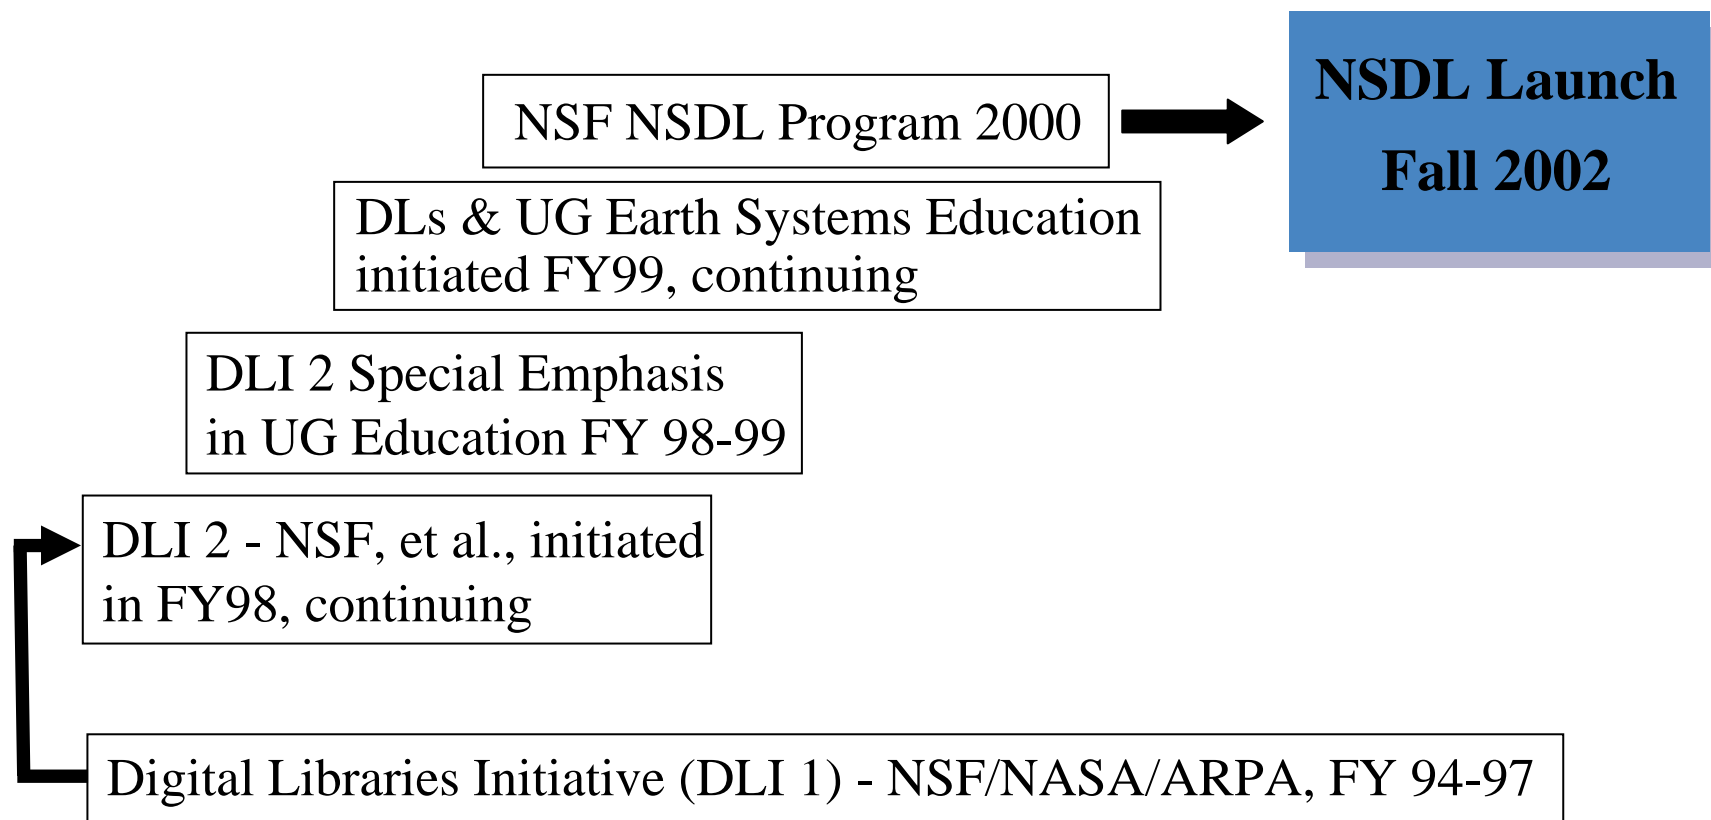 NSDL Launch
Fall 2002
NSF NSDL Program 2000
DLs & UG Earth Systems Education
initiated FY99, continuing
DLI 2 Special Emphasis
in UG Education FY 98-99
DLI 2 - NSF, et al., initiated
in FY98, continuing
Digital Libraries Initiative (DLI 1) - NSF/NASA/ARPA, FY 94-97